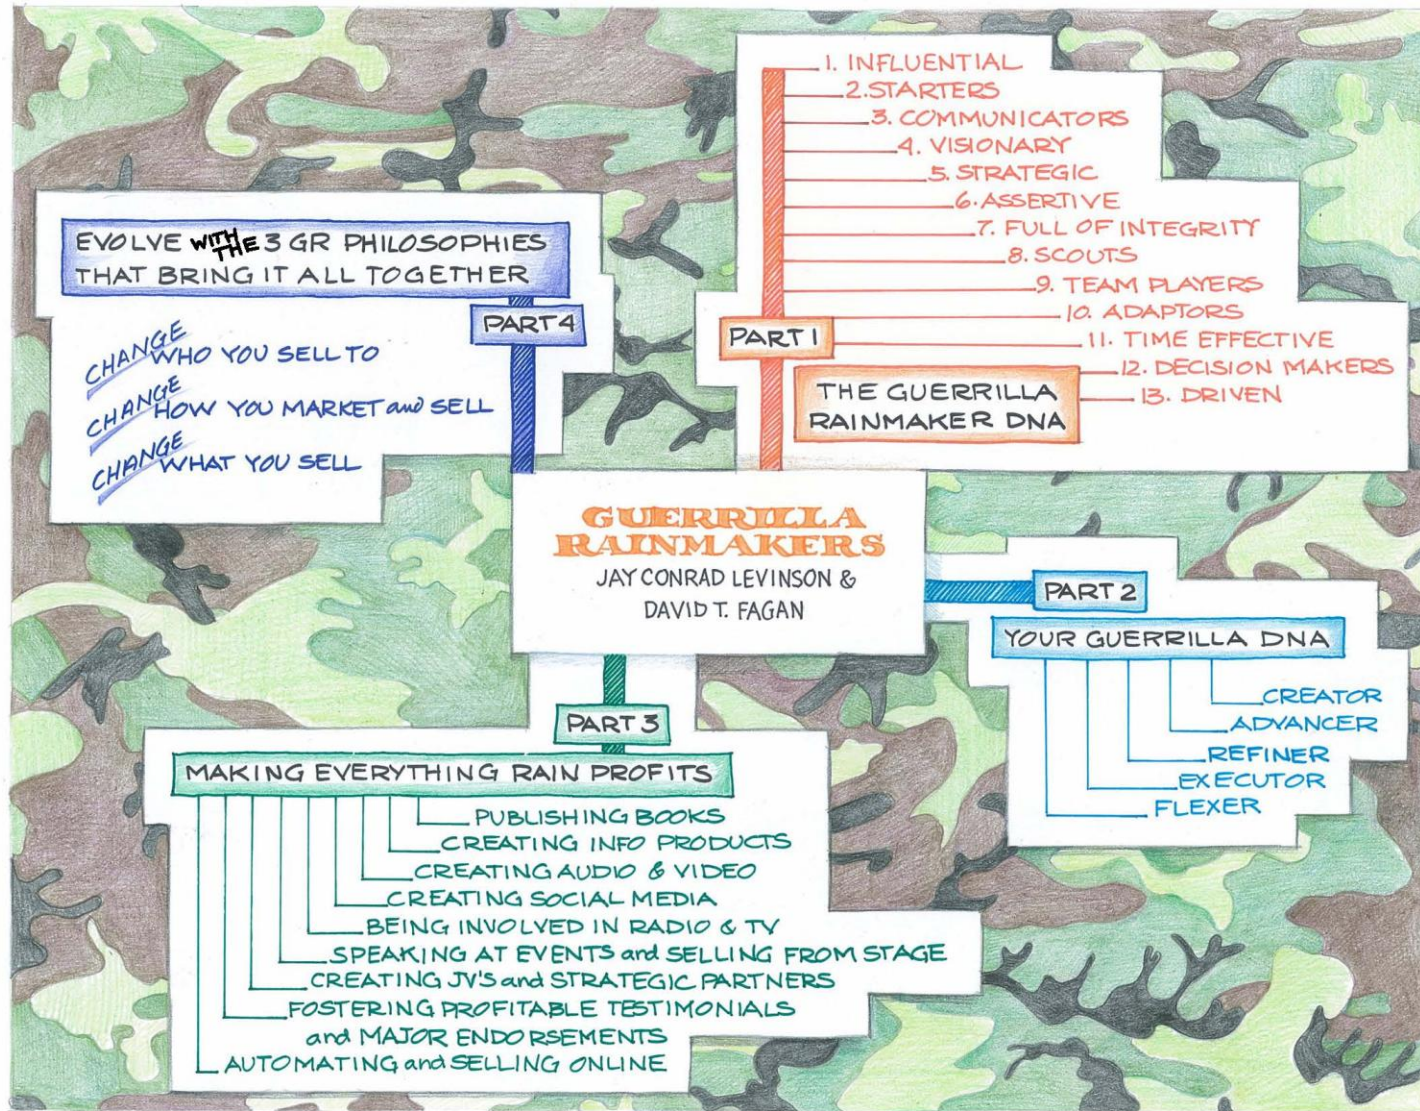 GUERRILLA
RAINMAKERS
JAY CONRAD LEVINSON &
DAVID T. FAGAN
PART 1
THE GUERRILLA
RAINMAKER DNA
1. INFLUENTIAL
2. STARTERS
3. COMMUNICATORS
4. VISIONARY
5. STRATEGIC
6. ASSERTIVE
7. FULL OF INTEGRITY
8. SCOUTS
9. TEAM PLAYERS
10. ADAPTORS
11. TIME EFFECTIVE
12. DECISION MAKERS
13. DRIVEN
PART 2
YOUR GUERRILLA DNA
CREATOR
ADVANCER
REFINER
EXECUTOR
FLEXER
PART 3
MAKING EVERYTHING RAIN PROFITS
PUBLISHING BOOKS
CREATING INFO PRODUCTS
CREATING AUDIO & VIDEO
CREATING SOCIAL MEDIA
BEING INVOLVED IN RADIO & TV
SPEAKING AT EVENTS and SELLING FROM STAGE
CREATING JV'S and STRATEGIC PARTNERS
FOSTERING PROFITABLE TESTIMONIALS
and MAJOR ENDORSEMENTS
AUTOMATING and SELLING ONLINE
PART 4
EVOLVE WITH THE 3 GR PHILOSOPHIES
THAT BRING IT ALL TOGETHER
CHANGE WHO YOU SELL TO
CHANGE HOW YOU MARKET and SELL
CHANGE WHAT YOU SELL